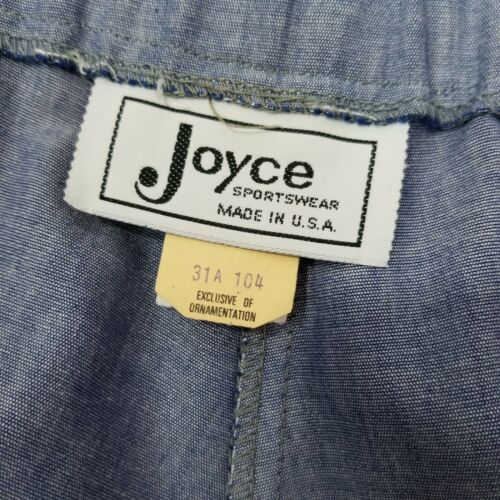 Joyce
SPORTSWEAR
MADE IN U.S.A.
31A 104
EXCLUSIVE OF
ORNAMENTATION